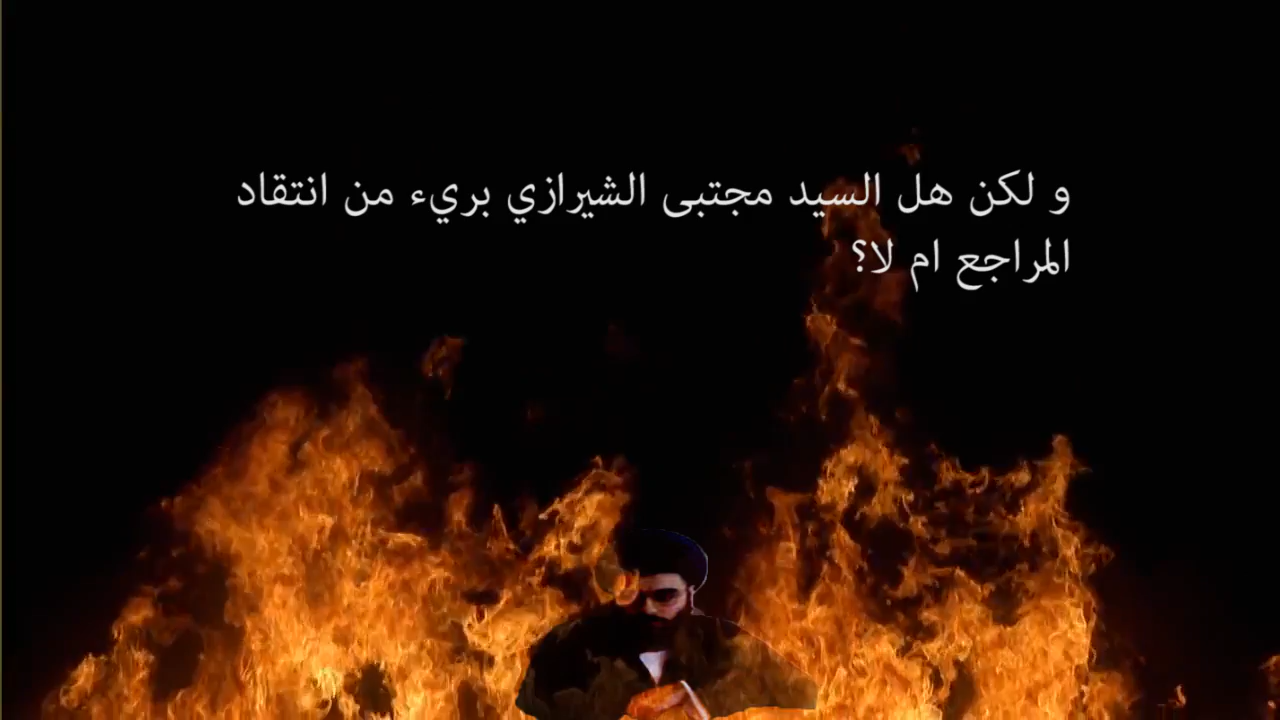 و لكن هل السيد مجتبى الشيرازي بريء من انتقاد
المراجع ام لا؟